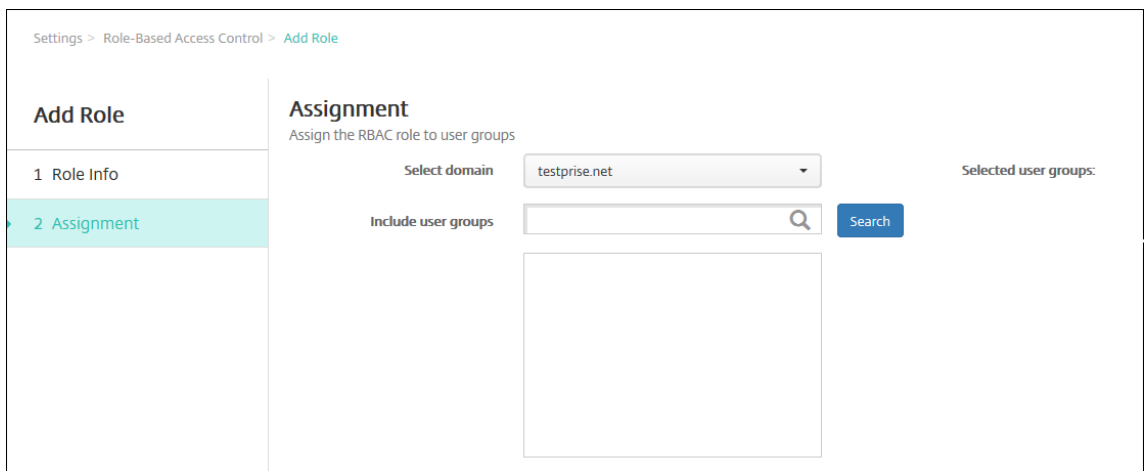 Settings > Role-Based Access Control > Add Role
Add Role
1 Role Info
2 Assignment
Assignment
Assign the RBAC role to user groups
Select domain
testprise.net
Selected user groups:
Include user groups
Search